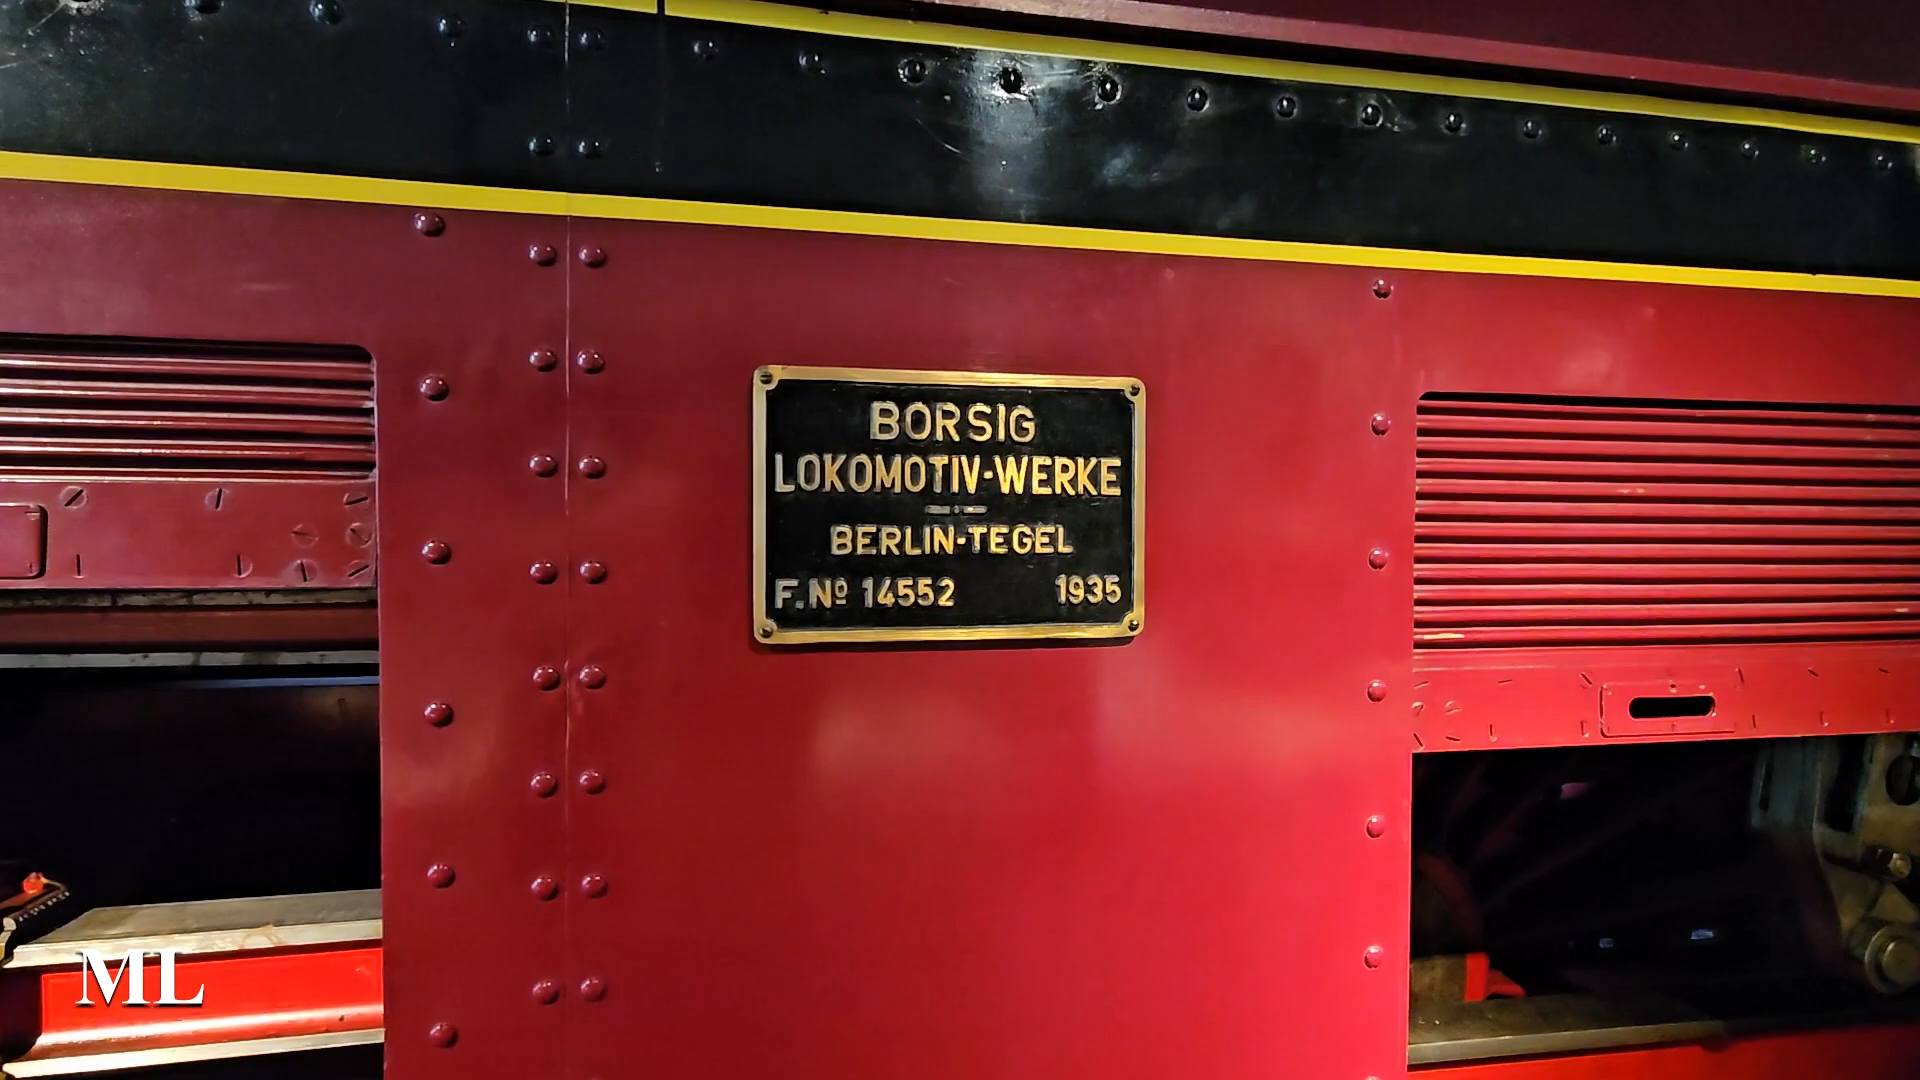 BORSIG
LOKOMOTIV-WERKE
BERLIN-TEGEL
F. Nº 14552 1935
ML